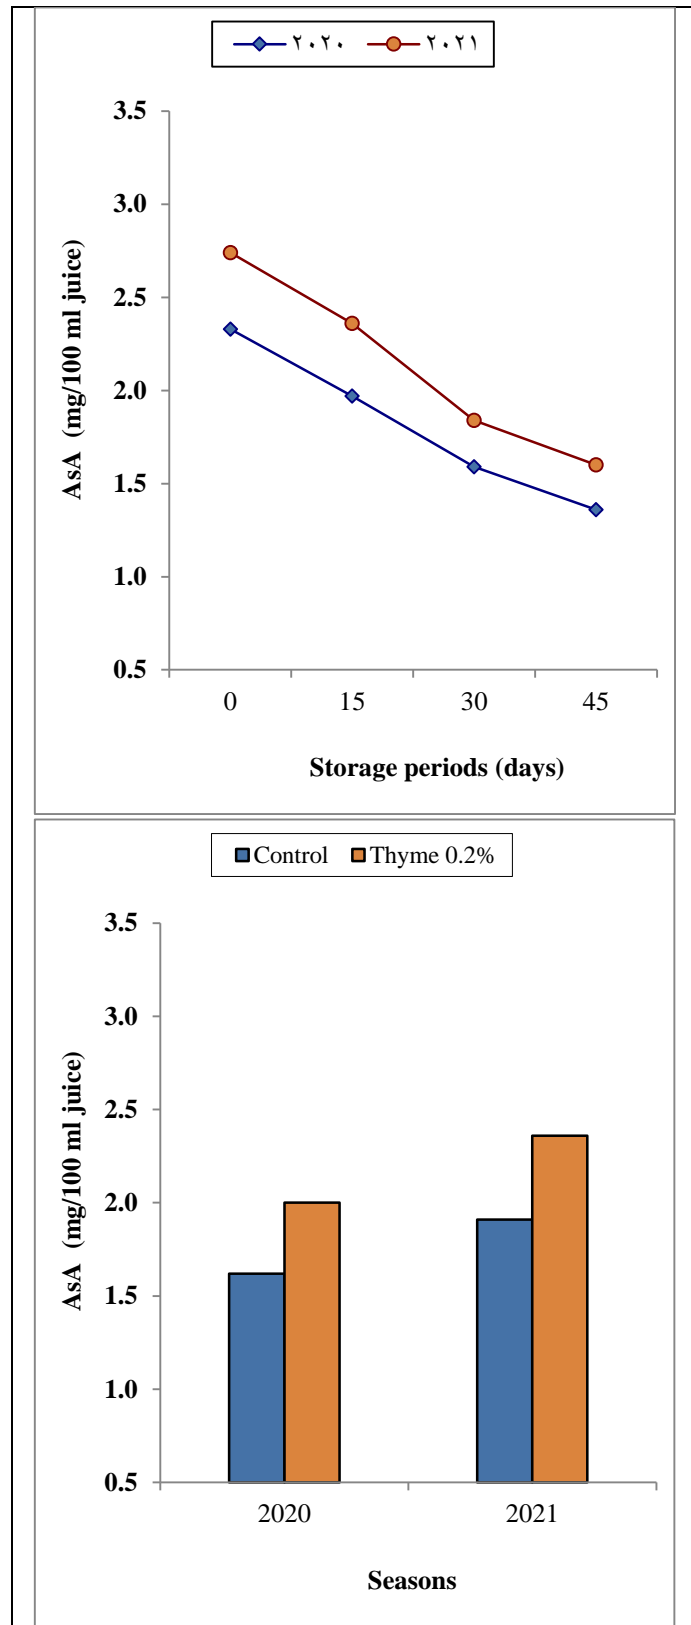 ٢٠٢٠ ٢٠٢١
3.5
3.0
2.5
2.0
1.5
1.0
0.5
AsA (mg/100 ml juice)
0 15 30 45
Storage periods (days)
Control Thyme 0.2%
3.5
3.0
2.5
2.0
1.5
1.0
0.5
AsA (mg/100 ml juice)
2020 2021
Seasons